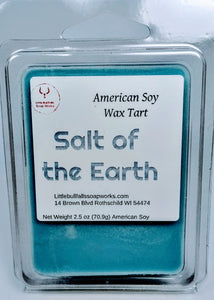 American Soy
Wax Tart
Salt of
the Earth
Littlebullfallssoapworks.com
14 Brown Blvd Rothschild WI 54474
Net Weight 2.5 oz (70.9g) American Soy